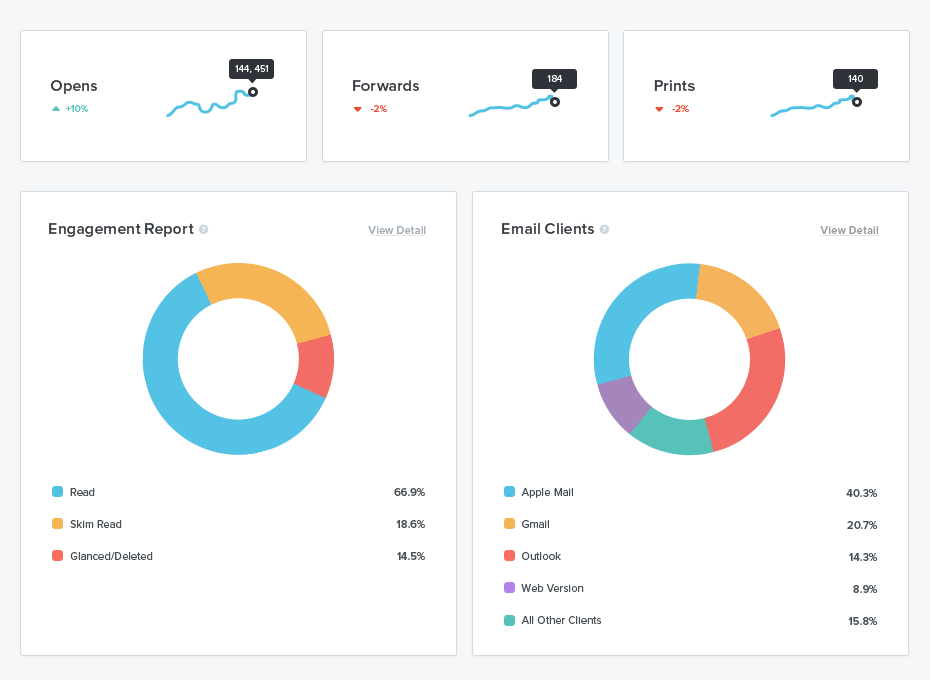 Opens
+10%
144, 451
Forwards
-2%
184
Prints
-2%
140
Engagement Report ?
View Detail
Read 66.9%
Skim Read 18.6%
Glanced/Deleted 14.5%
Email Clients ?
View Detail
Apple Mail 40.3%
Gmail 20.7%
Outlook 14.3%
Web Version 8.9%
All Other Clients 15.8%